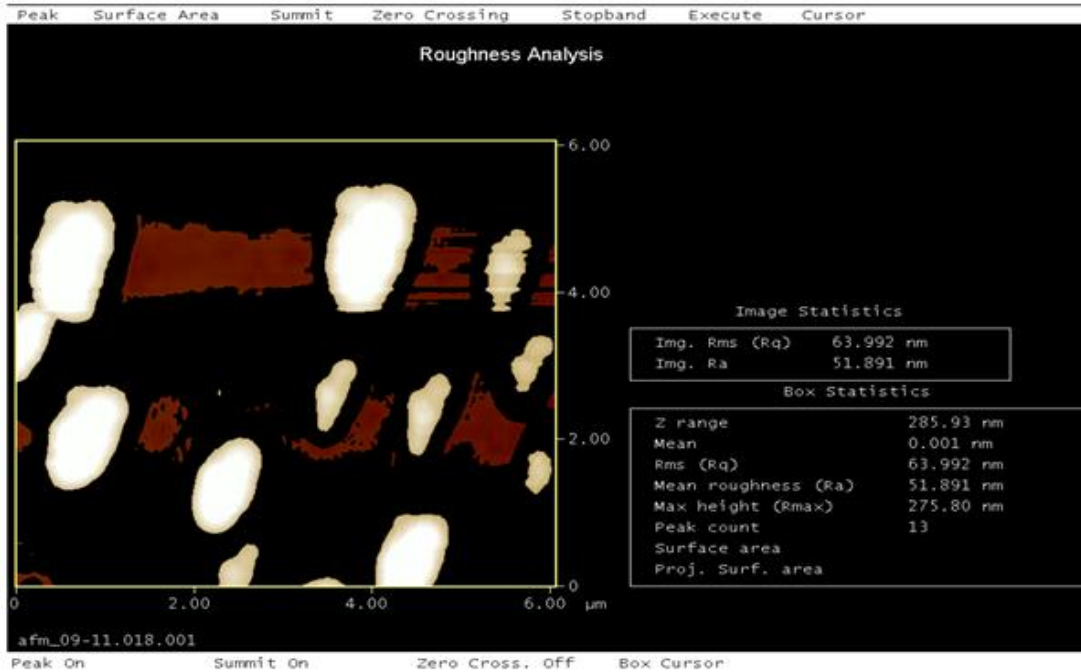 Peak Surface Area Summit Zero Crossing Stopband Execute Cursor
Roughness Analysis
6.00
4.00
2.00
0
0 2.00 4.00 6.00 µm
Image Statistics
Img. Rms (Rq) 63.992 nm
Img. Ra 51.891 nm
Box Statistics
Z range 285.93 nm
Mean 0.001 nm
Rms (Rq) 63.992 nm
Mean roughness (Ra) 51.891 nm
Max height (Rmax) 275.80 nm
Peak count 13
Surface area
Proj. Surf. area
afm_09-11.018.001
Peak On Summit On Zero Cross. Off Box Cursor